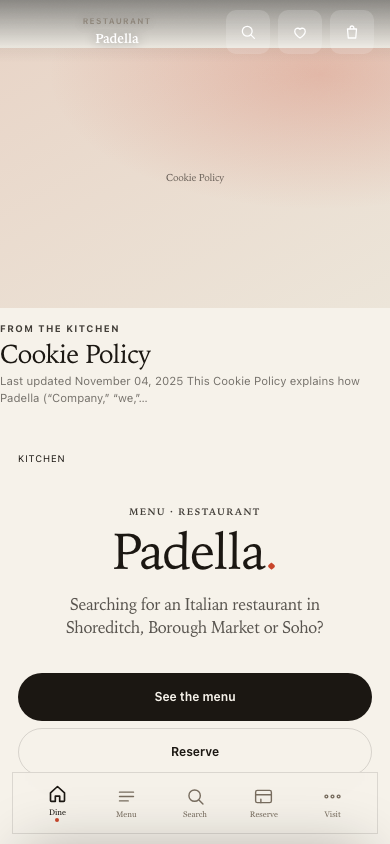 RESTAURANT
Padella
Cookie Policy
FROM THE KITCHEN
Cookie Policy
Last updated November 04, 2025 This Cookie Policy explains how
Padella (“Company,” “we,”...
KITCHEN
MENU · RESTAURANT
Padella.
Searching for an Italian restaurant in
Shoreditch, Borough Market or Soho?
See the menu
Reserve
Dine
Menu
Search
Reserve
Visit